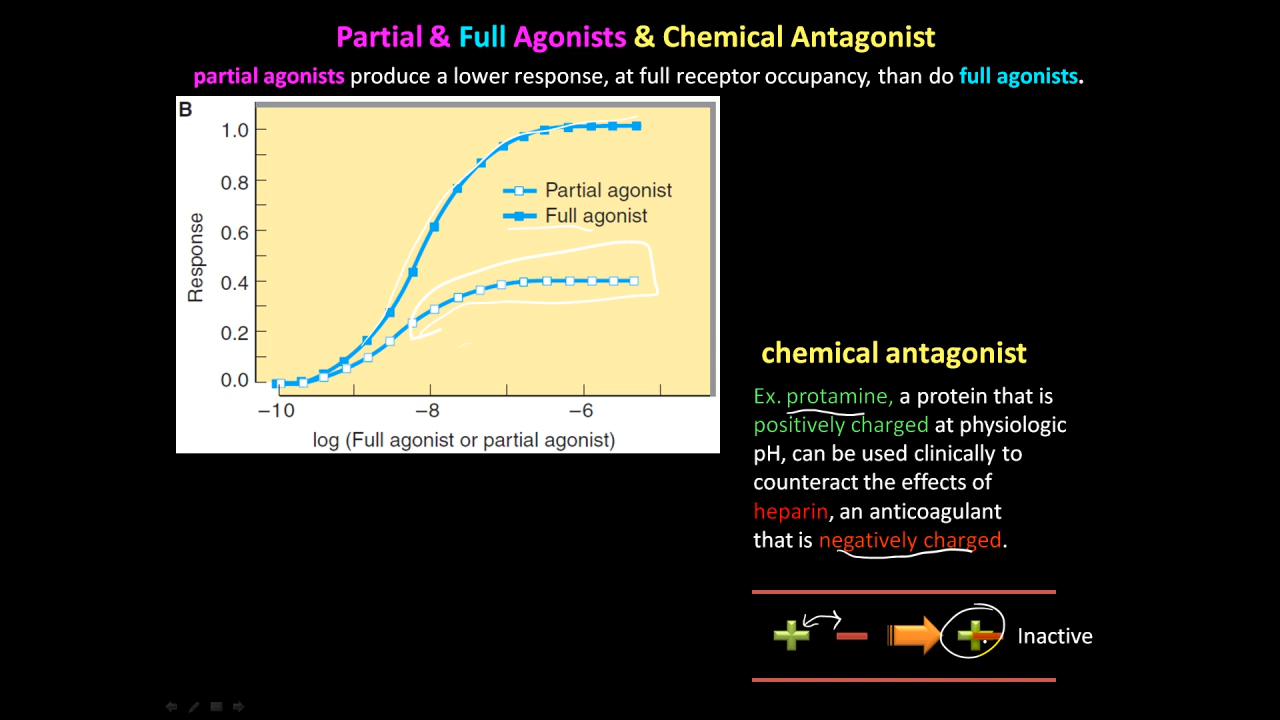 Partial & Full Agonists & Chemical Antagonist
partial agonists produce a lower response, at full receptor occupancy, than do full agonists.
B
1.0
0.8
0.6
0.4
0.2
0.0
Response
Partial agonist
Full agonist
−10
−8
−6
log (Full agonist or partial agonist)
chemical antagonist
Ex. protamine, a protein that is
positively charged at physiologic
pH, can be used clinically to
counteract the effects of
heparin, an anticoagulant
that is negatively charged.
Inactive